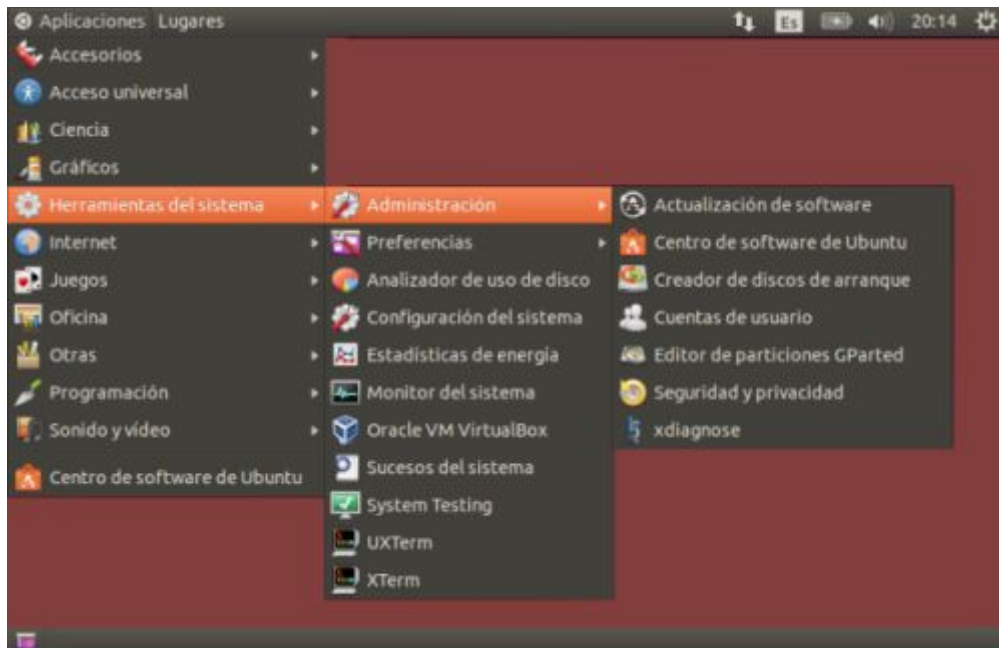 Aplicaciones Lugares
Es
20:14
Accesorios
Acceso universal
Ciencia
Gráficos
Herramientas del sistema
Internet
Juegos
Oficina
Otras
Programación
Sonido y vídeo
Centro de software de Ubuntu
Administración
Preferencias
Analizador de uso de disco
Configuración del sistema
Estadísticas de energía
Monitor del sistema
Oracle VM VirtualBox
Sucesos del sistema
System Testing
UXTerm
XTerm
Actualización de software
Centro de software de Ubuntu
Creador de discos de arranque
Cuentas de usuario
Editor de particiones GParted
Seguridad y privacidad
xdiagnose